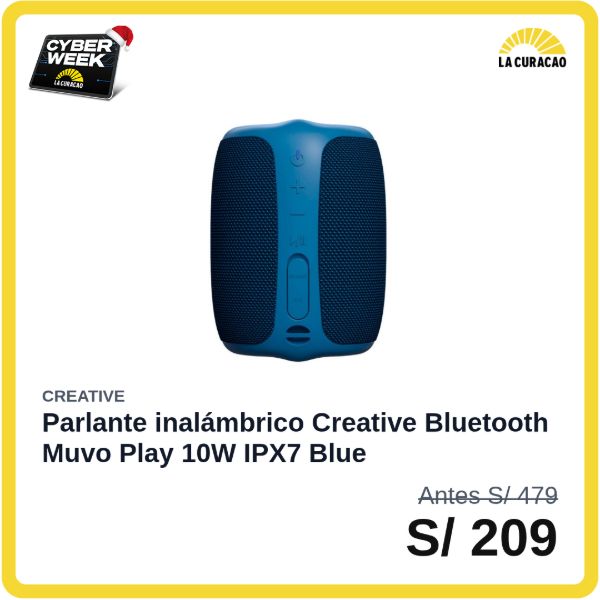 CYBER
WEEK
LA CURACAO
LA CURACAO
CREATIVE
Parlante inalámbrico Creative Bluetooth
Muvo Play 10W IPX7 Blue
Antes S/ 479
S/ 209